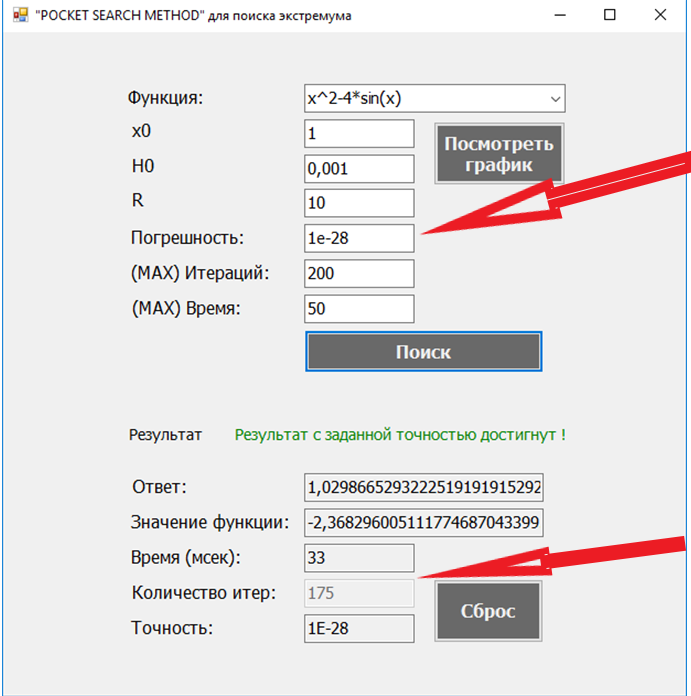 "POCKET SEARCH METHOD" для поиска экстремума
Функция: x^2-4*sin(x)
x0 1
H0 0,001
Посмотреть
график
R 10
Погрешность: 1e-28
(MAX) Итераций: 200
(MAX) Время: 50
Поиск
Результат Результат с заданной точностью достигнут !
Ответ: 1,0298665293222519191915292
Значение функции: -2,368296005111774687043399
Время (мсек): 33
Количество итер: 175
Сброс
Точность: 1E-28